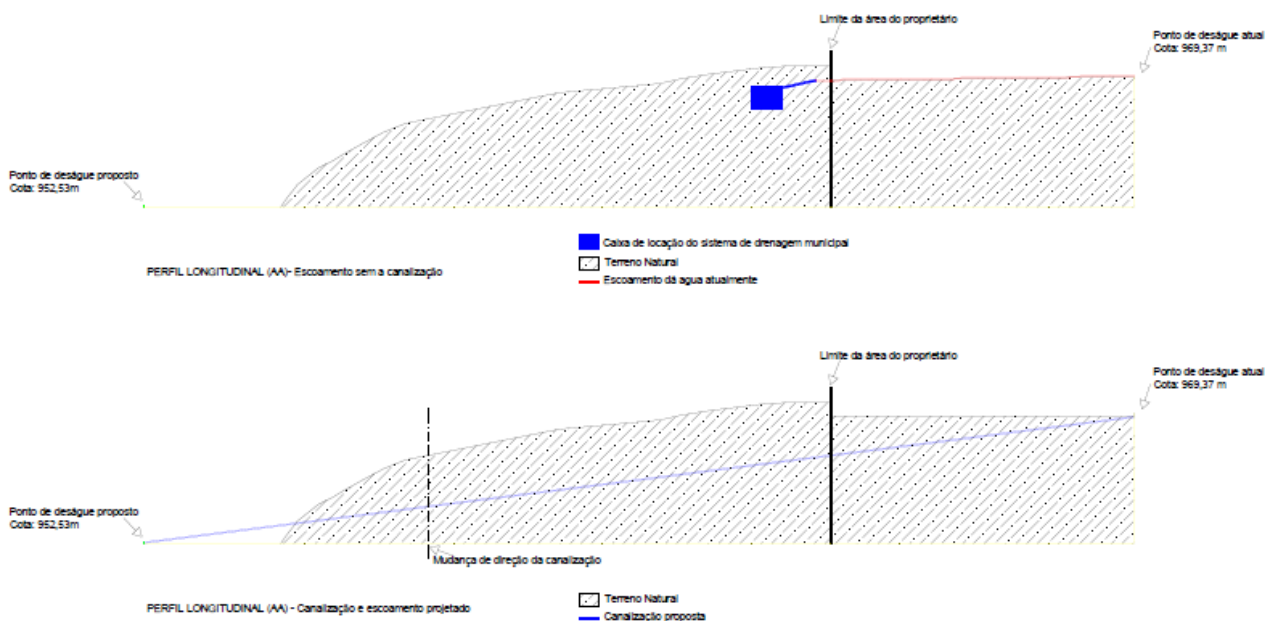 Limite da área do proprietário
Ponto de deságue atual
Cota: 969,37 m
Ponto de deságue proposto
Cota: 952,53m
Caixa de locação do sistema de drenagem municipal
PERFIL LONGITUDINAL (AA)- Escoamento sem a canalização
Terreno Natural
Escoamento dá agua atualmente
Limite da área do proprietário
Ponto de deságue atual
Cota: 969,37 m
Ponto de deságue proposto
Cota: 952,53m
Mudança de direção da canalização
PERFIL LONGITUDINAL (AA) - Canalização e escoamento projetado
Terreno Natural
Canalização proposta